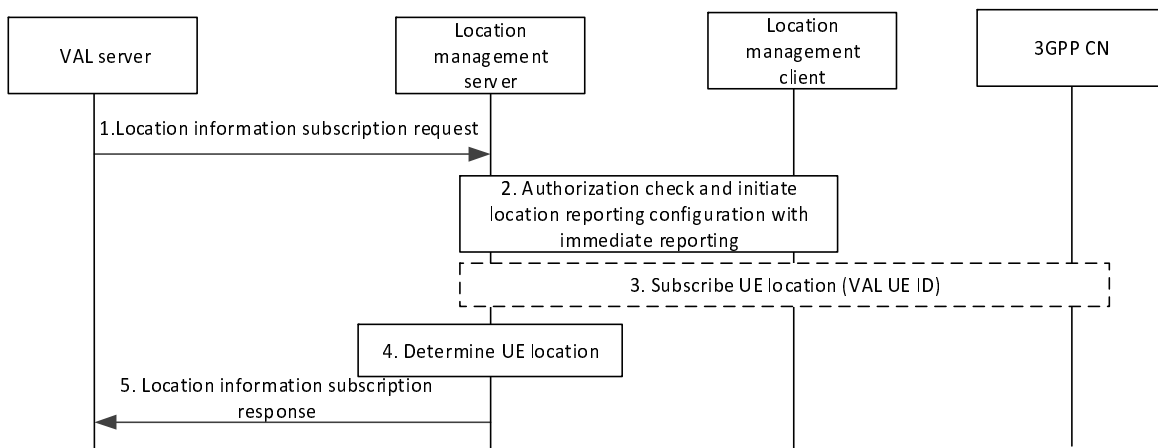 VAL server
Location
management
server
Location
management
client
3GPP CN
1.Location information subscription request
2. Authorization check and initiate
location reporting configuration with
immediate reporting
3. Subscribe UE location (VAL UE ID)
4. Determine UE location
5. Location information subscription
response